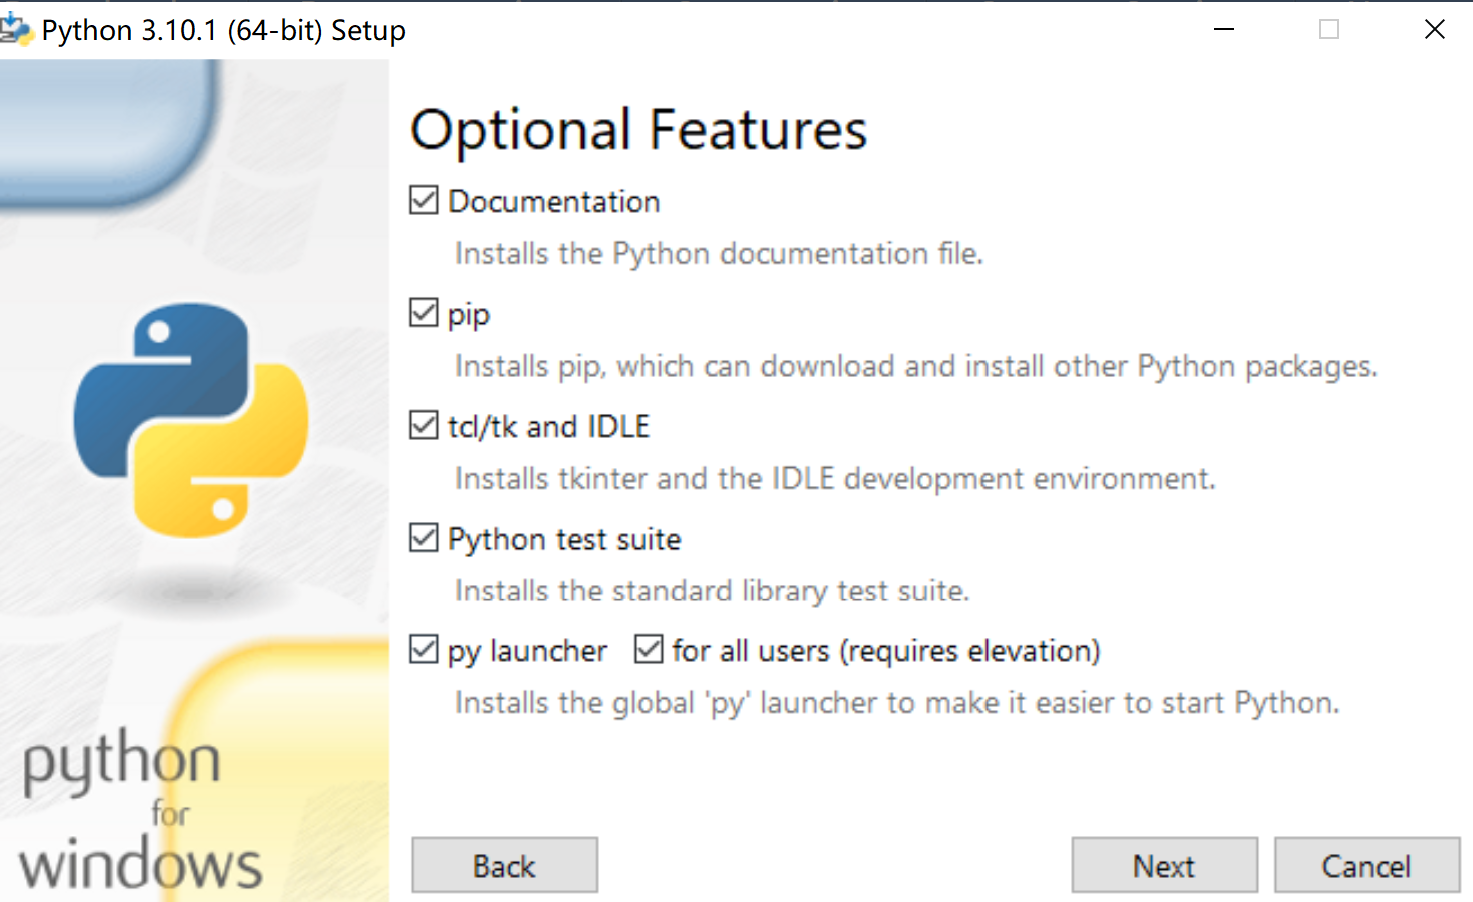 Python 3.10.1 (64-bit) Setup
Optional Features
Documentation
Installs the Python documentation file.
pip
Installs pip, which can download and install other Python packages.
tcl/tk and IDLE
Installs tkinter and the IDLE development environment.
Python test suite
Installs the standard library test suite.
py launcher for all users (requires elevation)
Installs the global 'py' launcher to make it easier to start Python.
python
for
windows
Back Next Cancel